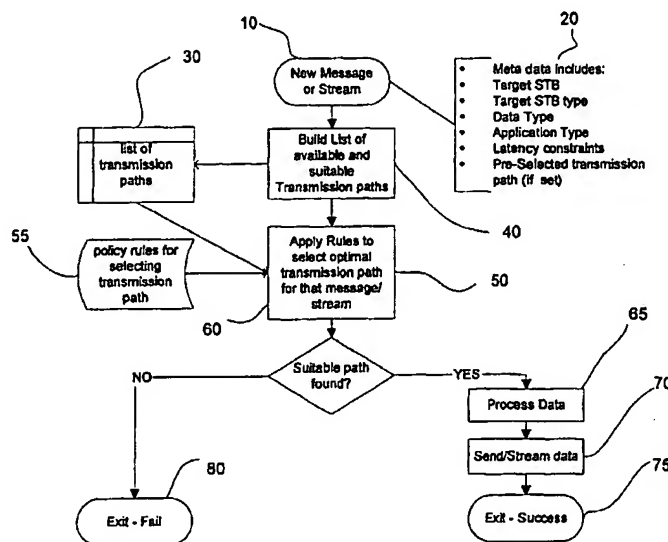 10
20
30
New Message
or Stream
• Meta data includes:
• Target STB
• Target STB type
• Data Type
• Application Type
• Latency constraints
• Pre-Selected transmission
path (if set)
list of
transmission
paths
Build List of
available and
suitable
Transmission paths
40
55
policy rules for
selecting
transmission
path
Apply Rules to
select optimal
transmission path
for that message/
stream
50
60
65
Suitable path
found?
NO
YES
Process Data
70
Send/Stream data
80
75
Exit - Fail
Exit - Success